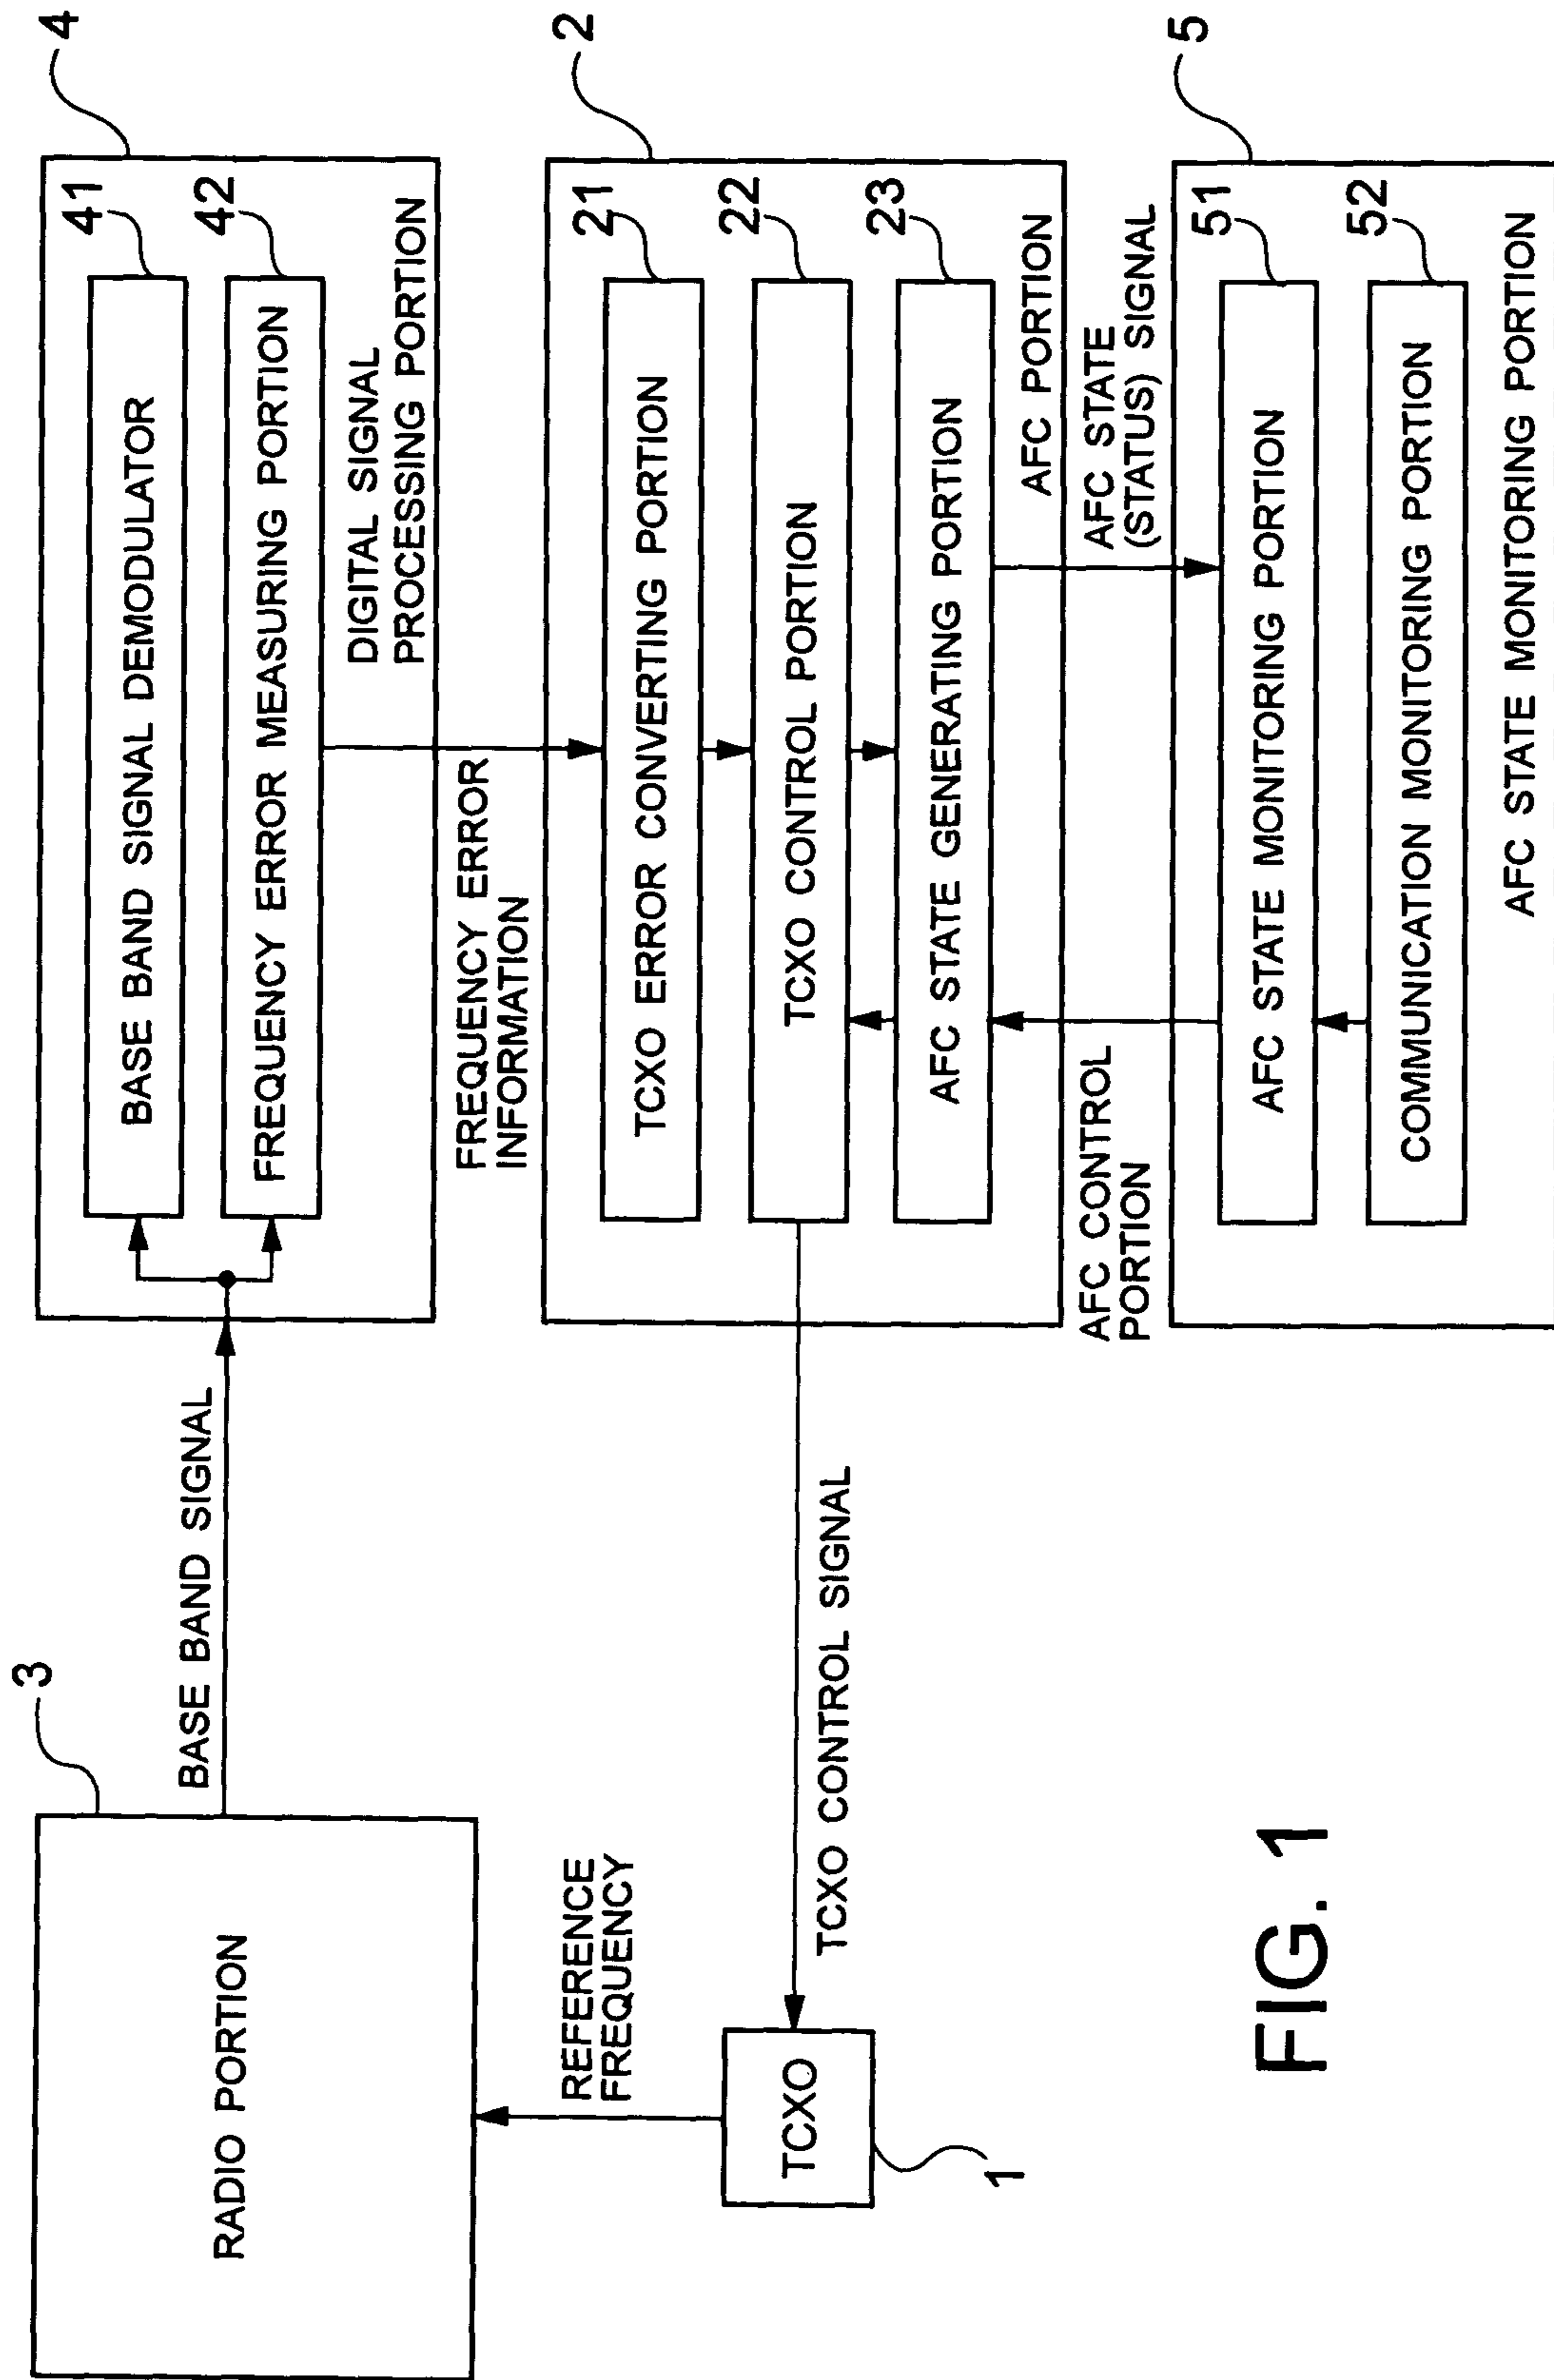 3
RADIO PORTION
BASE BAND SIGNAL
4
BASE BAND SIGNAL DEMODULATOR
41
FREQUENCY ERROR MEASURING PORTION
42
DIGITAL SIGNAL
PROCESSING PORTION
FREQUENCY ERROR
INFORMATION
REFERENCE
FREQUENCY
TCXO
1
TCXO CONTROL SIGNAL
2
TCXO ERROR CONVERTING PORTION
21
TCXO CONTROL PORTION
22
AFC STATE GENERATING PORTION
23
AFC PORTION
AFC CONTROL
PORTION
AFC STATE
(STATUS) SIGNAL
5
AFC STATE MONITORING PORTION
51
COMMUNICATION MONITORING PORTION
52
AFC STATE MONITORING PORTION
FIG. 1